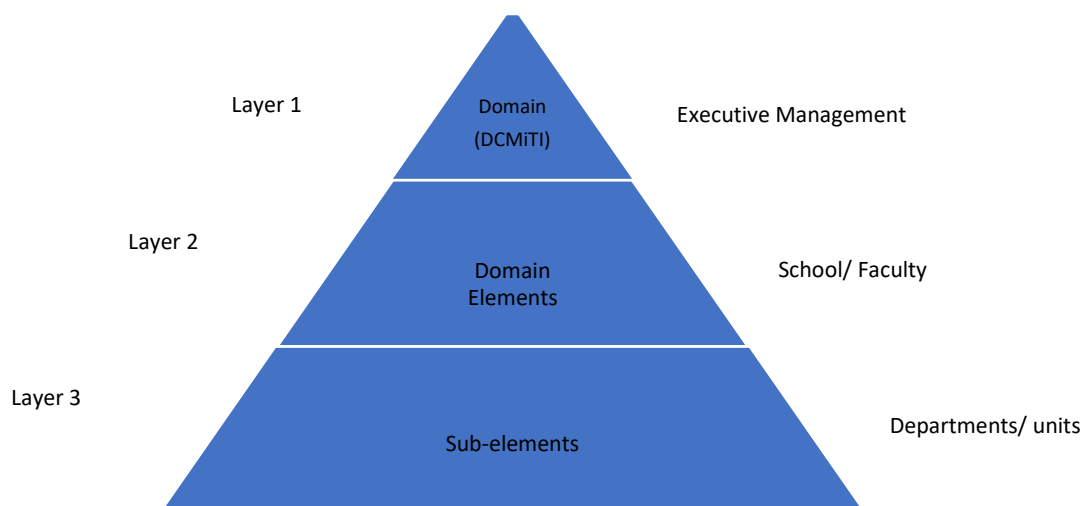 Layer 1
Domain
(DCMiTI)
Executive Management
Layer 2
Domain
Elements
School/ Faculty
Layer 3
Sub-elements
Departments/ units